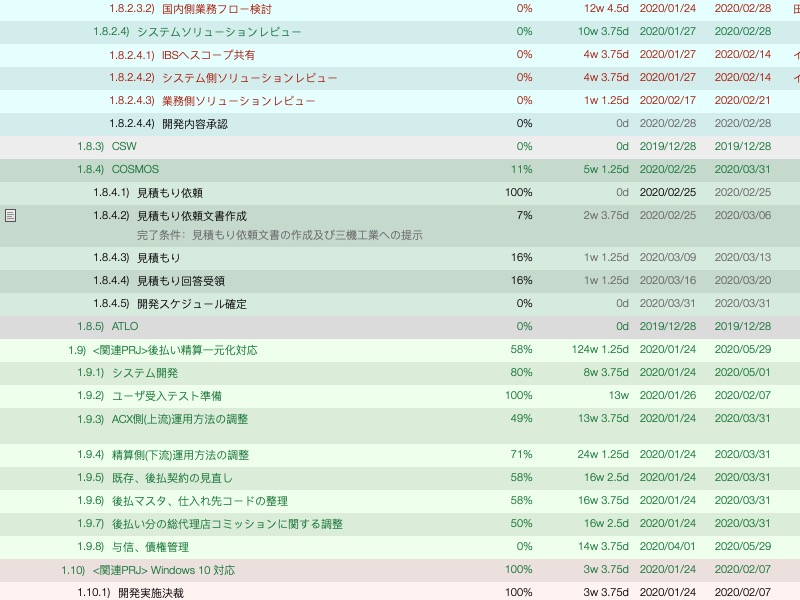 1.8.2.3.2) 国内側業務フロー検討 0% 12w 4.5d 2020/01/24 2020/02/28
1.8.2.4) システムソリューションレビュー 0% 10w 3.75d 2020/01/27 2020/02/28
1.8.2.4.1) IBSへスコープ共有 0% 4w 3.75d 2020/01/27 2020/02/14
1.8.2.4.2) システム側ソリューションレビュー 0% 4w 3.75d 2020/01/27 2020/02/14
1.8.2.4.3) 業務側ソリューションレビュー 0% 1w 1.25d 2020/02/17 2020/02/21
1.8.2.4.4) 開発内容承認 0% 0d 2020/02/28 2020/02/28
1.8.3) CSW 0% 0d 2019/12/28 2019/12/28
1.8.4) COSMOS 11% 5w 1.25d 2020/02/25 2020/03/31
1.8.4.1) 見積もり依頼 100% 0d 2020/02/25 2020/02/25
1.8.4.2) 見積もり依頼文書作成 7% 2w 3.75d 2020/02/25 2020/03/06
完了条件：見積もり依頼文書の作成及び三機工業への提示
1.8.4.3) 見積もり 16% 1w 1.25d 2020/03/09 2020/03/13
1.8.4.4) 見積もり回答受領 16% 1w 1.25d 2020/03/16 2020/03/20
1.8.4.5) 開発スケジュール確定 0% 0d 2020/03/31 2020/03/31
1.8.5) ATLO 0% 0d 2019/12/28 2019/12/28
1.9) <関連PRJ>後払い精算一元化対応 58% 124w 1.25d 2020/01/24 2020/05/29
1.9.1) システム開発 80% 8w 3.75d 2020/01/24 2020/05/01
1.9.2) ユーザ受入テスト準備 100% 13w 2020/01/26 2020/02/07
1.9.3) ACX側(上流)運用方法の調整 49% 13w 3.75d 2020/01/24 2020/03/31
1.9.4) 精算側(下流)運用方法の調整 71% 24w 1.25d 2020/01/24 2020/03/31
1.9.5) 既存、後払契約の見直し 58% 16w 2.5d 2020/01/24 2020/03/31
1.9.6) 後払マスタ、仕入れ先コードの整理 58% 16w 3.75d 2020/01/24 2020/03/31
1.9.7) 後払い分の総代理店コミッションに関する調整 50% 16w 2.5d 2020/01/24 2020/03/31
1.9.8) 与信、債権管理 0% 14w 3.75d 2020/04/01 2020/05/29
1.10) <関連PRJ> Windows 10 対応 100% 3w 3.75d 2020/01/24 2020/02/07
1.10.1) 開発実施決裁 100% 3w 3.75d 2020/01/24 2020/02/07